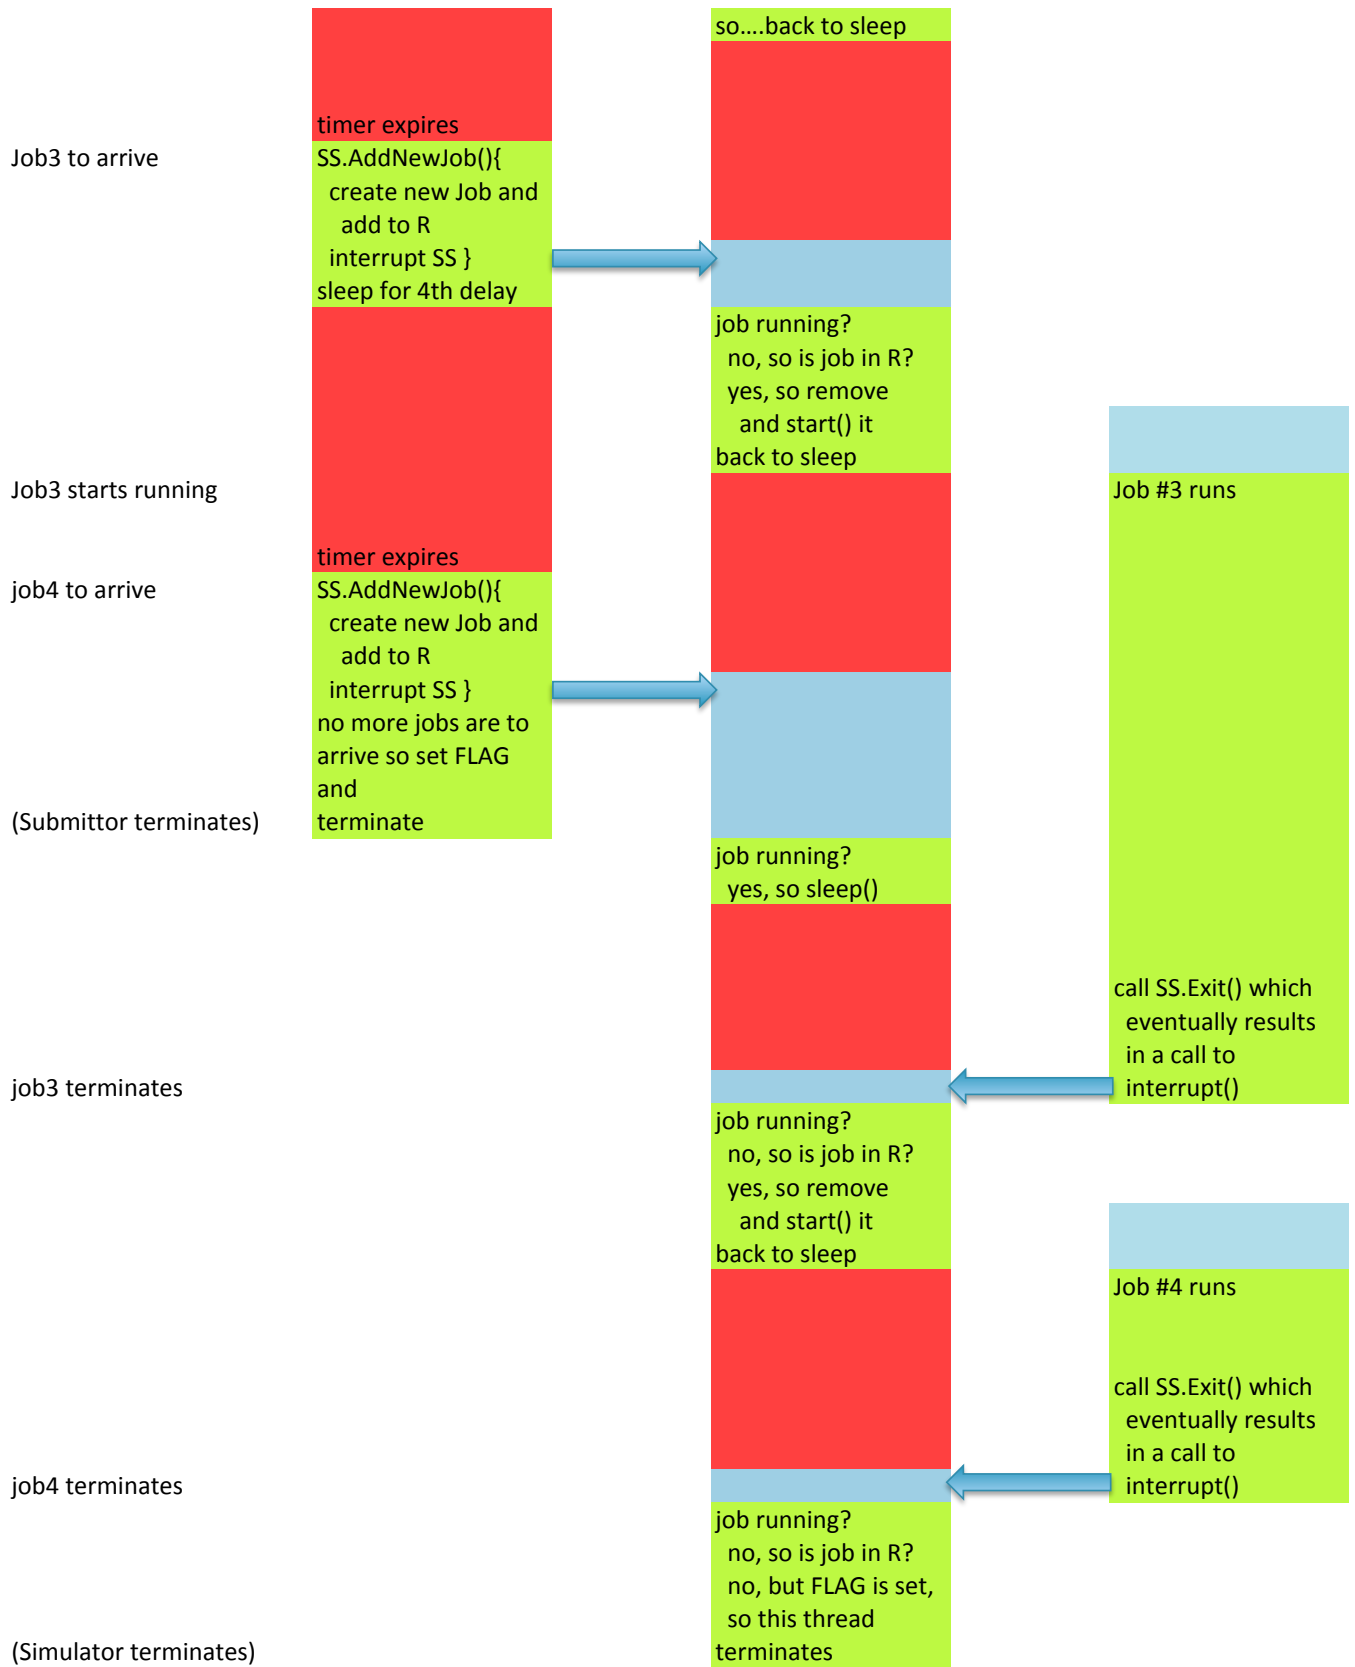 so....back to sleep
timer expires
Job3 to arrive
SS.AddNewJob(){
create new Job and
add to R
interrupt SS }
sleep for 4th delay
job running?
no, so is job in R?
yes, so remove
and start() it
back to sleep
Job3 starts running
Job #3 runs
timer expires
job4 to arrive
SS.AddNewJob(){
create new Job and
add to R
interrupt SS }
no more jobs are to
arrive so set FLAG
and
(Submittor terminates)
terminate
job running?
yes, so sleep()
call SS.Exit() which
eventually results
in a call to
job3 terminates
interrupt()
job running?
no, so is job in R?
yes, so remove
and start() it
back to sleep
Job #4 runs
call SS.Exit() which
eventually results
in a call to
job4 terminates
interrupt()
job running?
no, so is job in R?
no, but FLAG is set,
so this thread
(Simulator terminates)
terminates